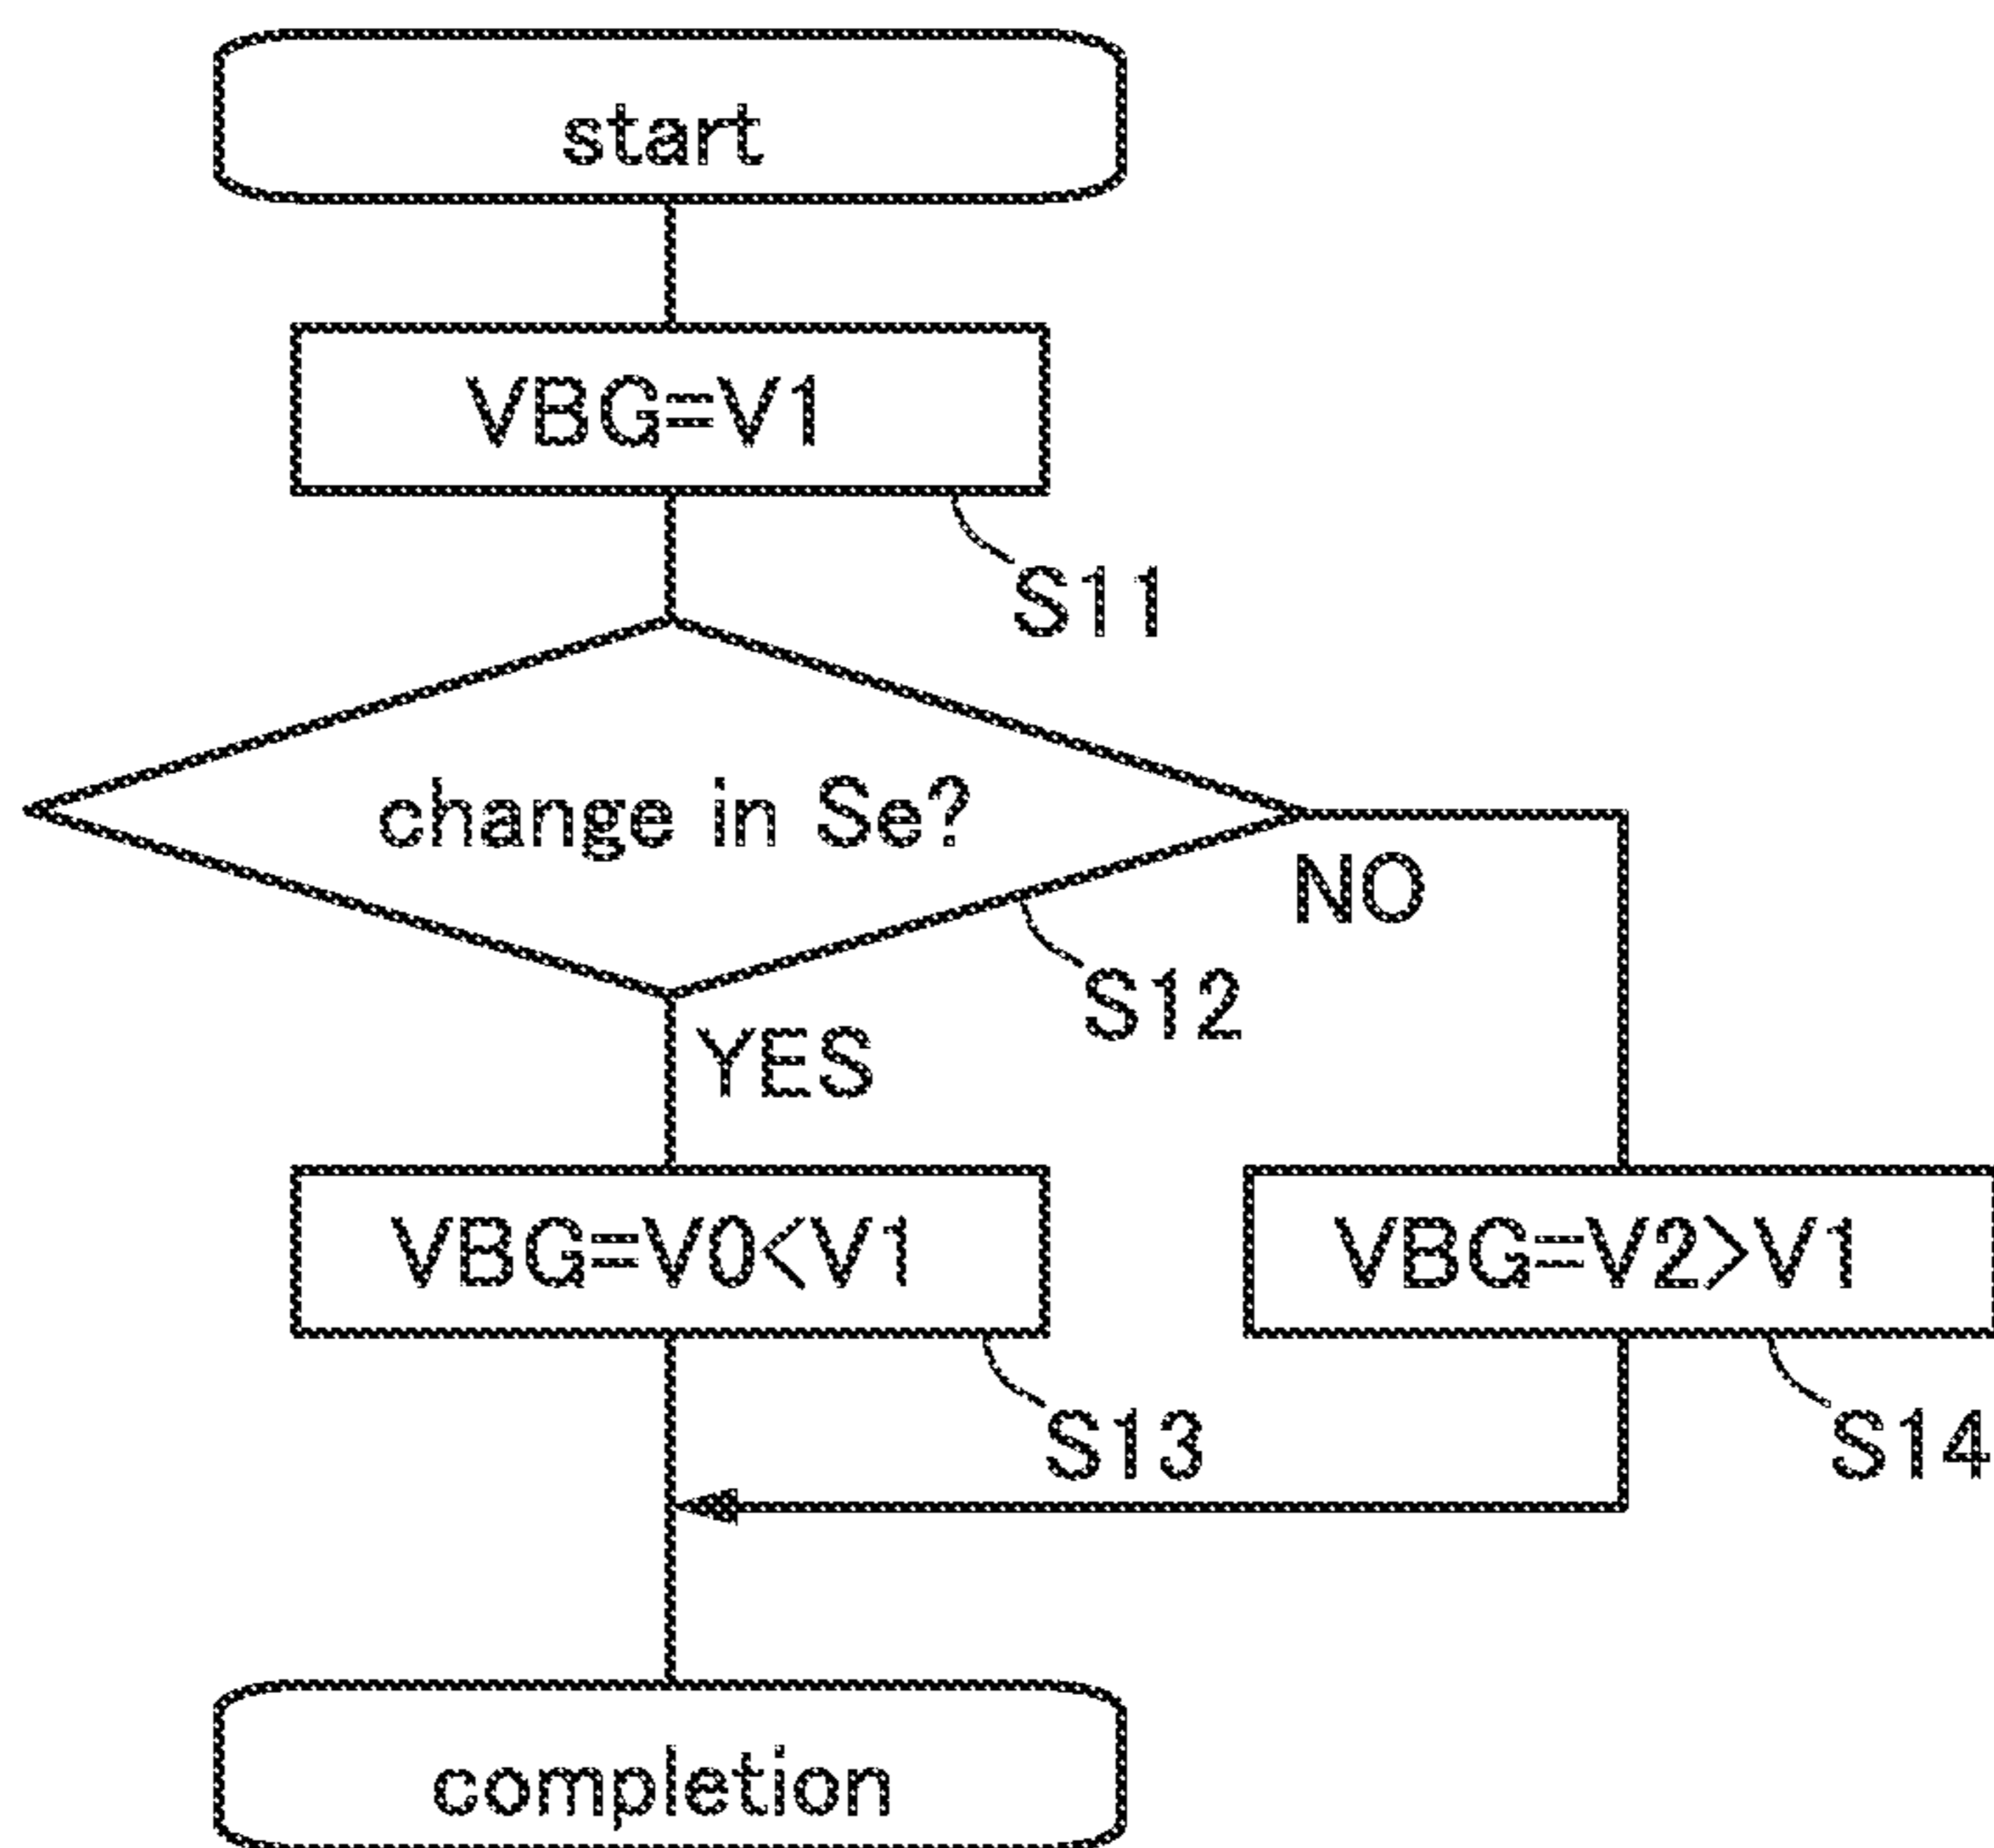 start
VBG=V1
S11
change in Se?
NO
S12
YES
VBG=V0<V1
VBG=V2>V1
S13
S14
completion